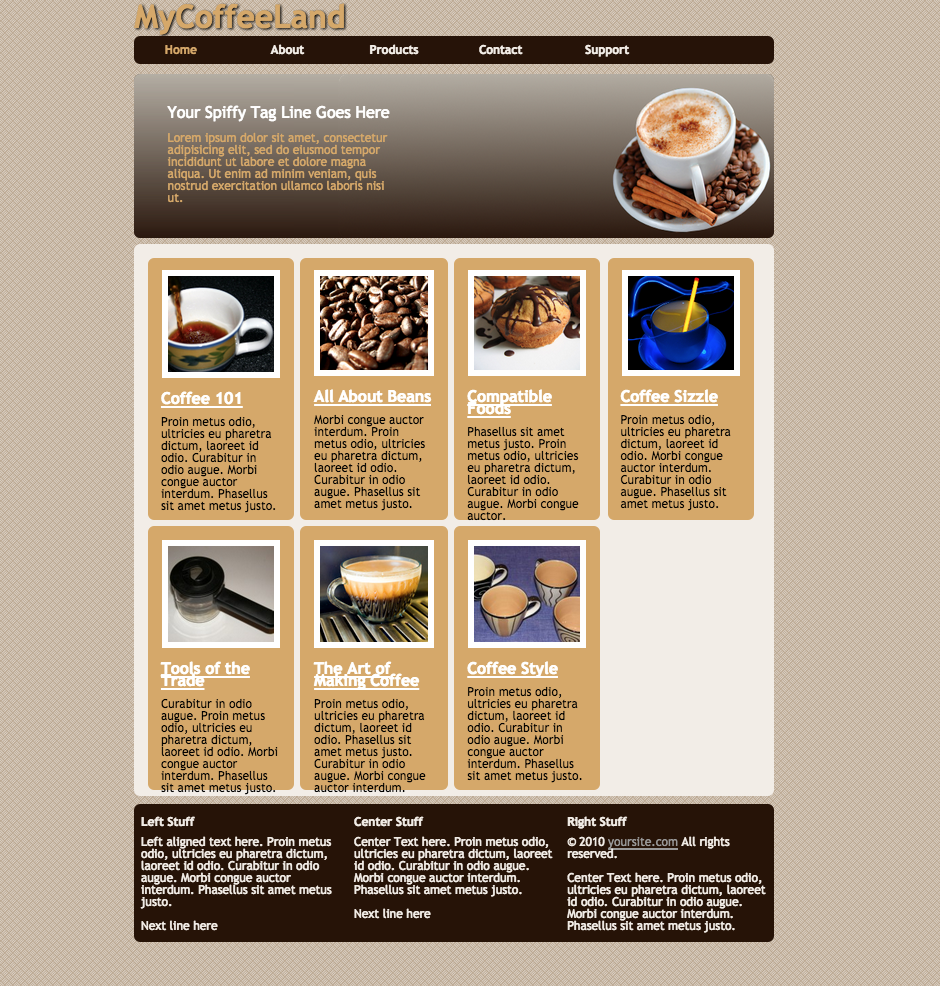 MyCoffeeLand
Home About Products Contact Support
Your Spiffy Tag Line Goes Here
Lorem ipsum dolor sit amet, consectetur
adipisicing elit, sed do eiusmod tempor
incididunt ut labore et dolore magna
aliqua. Ut enim ad minim veniam, quis
nostrud exercitation ullamco laboris nisi
ut.
Coffee 101
Proin metus odio,
ultricies eu pharetra
dictum, laoreet id
odio. Curabitur in
odio augue. Morbi
congue auctor
interdum. Phasellus
sit amet metus justo.
All About Beans
Morbi congue auctor
interdum. Proin
metus odio, ultricies
eu pharetra dictum,
laoreet id odio.
Curabitur in odio
augue. Phasellus sit
amet metus justo.
Compatible
Foods
Phasellus sit amet
metus justo. Proin
metus odio, ultricies
eu pharetra dictum,
laoreet id odio.
Curabitur in odio
augue. Morbi congue
auctor.
Coffee Sizzle
Proin metus odio,
ultricies eu pharetra
dictum, laoreet id
odio. Morbi congue
auctor interdum.
Curabitur in odio
augue. Phasellus sit
amet metus justo.
Tools of the
Trade
Curabitur in odio
augue. Proin metus
odio, ultricies eu
pharetra dictum,
laoreet id odio. Morbi
congue auctor
interdum. Phasellus
sit amet metus justo.
The Art of
Making Coffee
Proin metus odio,
ultricies eu pharetra
dictum, laoreet id
odio. Phasellus sit
amet metus justo.
Curabitur in odio
augue. Morbi congue
auctor interdum.
Coffee Style
Proin metus odio,
ultricies eu pharetra
dictum, laoreet id
odio. Curabitur in
odio augue. Morbi
congue auctor
interdum. Phasellus
sit amet metus justo.
Left Stuff
Left aligned text here. Proin metus
odio, ultricies eu pharetra dictum,
laoreet id odio. Curabitur in odio
augue. Morbi congue auctor
interdum. Phasellus sit amet metus
justo.
Next line here
Center Stuff
Center Text here. Proin metus odio,
ultricies eu pharetra dictum, laoreet
id odio. Curabitur in odio augue.
Morbi congue auctor interdum.
Phasellus sit amet metus justo.
Next line here
Right Stuff
© 2010 yoursite.com All rights
reserved.
Center Text here. Proin metus odio,
ultricies eu pharetra dictum, laoreet
id odio. Curabitur in odio augue.
Morbi congue auctor interdum.
Phasellus sit amet metus justo.